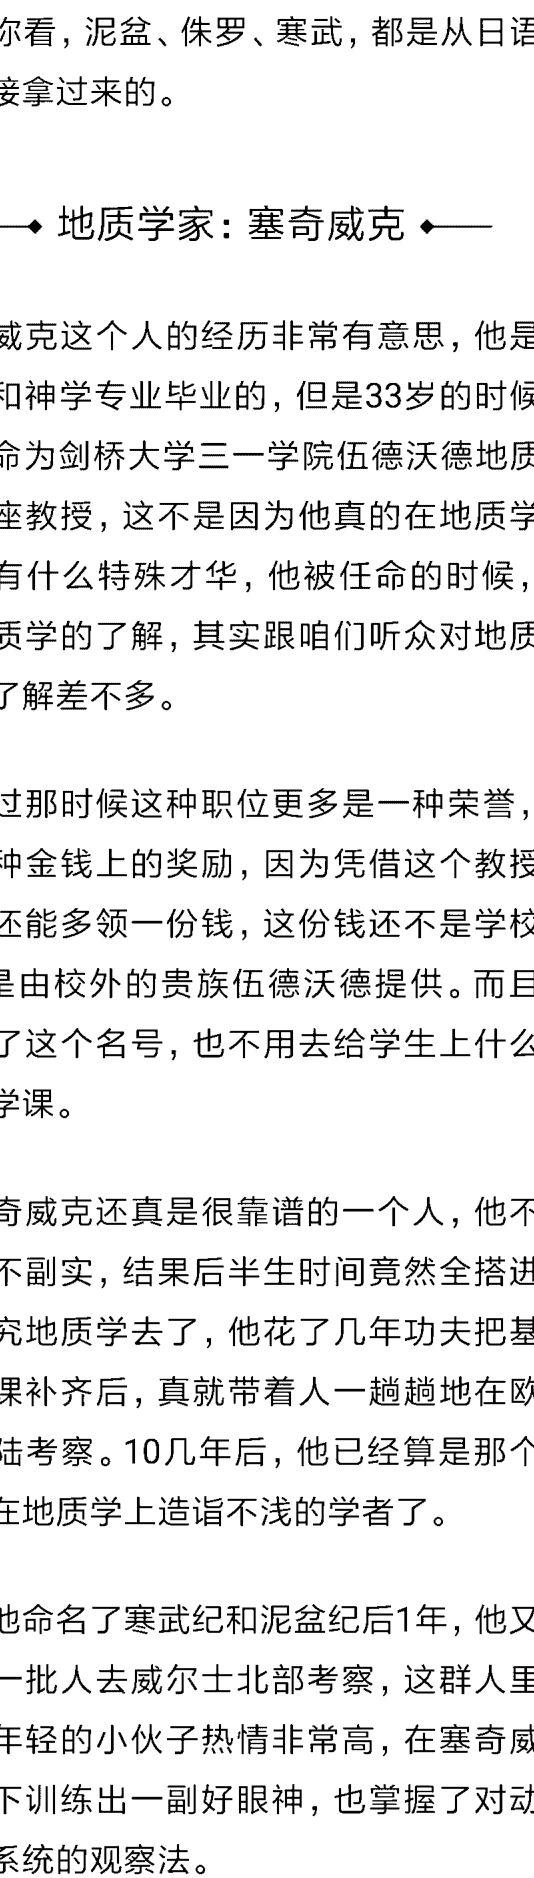 你看，泥盆、侏罗、寒武，都是从日语
接拿过来的。
地质学家：塞奇威克
威克这个人的经历非常有意思，他是
和神学专业毕业的，但是33岁的时候
命为剑桥大学三一学院伍德沃德地质
座教授，这不是因为他真的在地质学
有什么特殊才华，他被任命的时候，
质学的了解，其实跟咱们听众对地质
了解差不多。
过那时候这种职位更多是一种荣誉，
种金钱上的奖励，因为凭借这个教授
还能多领一份钱，这份钱还不是学校
是由校外的贵族伍德沃德提供。而且
了这个名号，也不用去给学生上什么
学课。
奇威克还真是很靠谱的一个人，他不
不副实，结果后半生时间竟然全搭进
究地质学去了，他花了几年功夫把基
课补齐后，真就带着人一趟趟地在欧
陆考察。10几年后，他已经算是那个
在地质学上造诣不浅的学者了。
他命名了寒武纪和泥盆纪后1年，他又
一批人去威尔士北部考察，这群人里
年轻的小伙子热情非常高，在塞奇威
下训练出一副好眼神，也掌握了对动
系统的观察法。